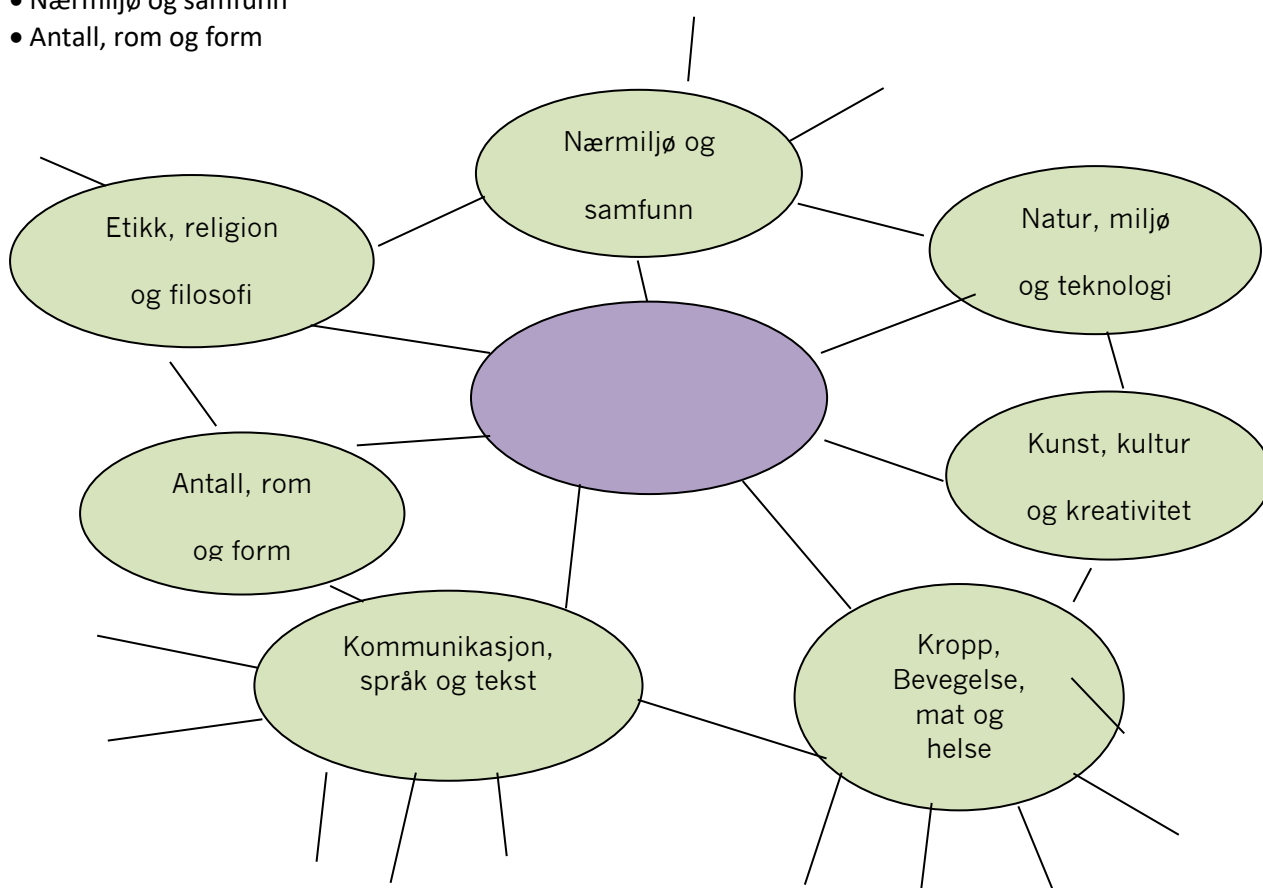 • Nærmiljø og samfunn
• Antall, rom og form
Nærmiljø og
samfunn
Etikk, religion
og filosofi
Natur, miljø
og teknologi
Antall, rom
og form
Kunst, kultur
og kreativitet
Kommunikasjon,
språk og tekst
Kropp,
Bevegelse,
mat og
helse